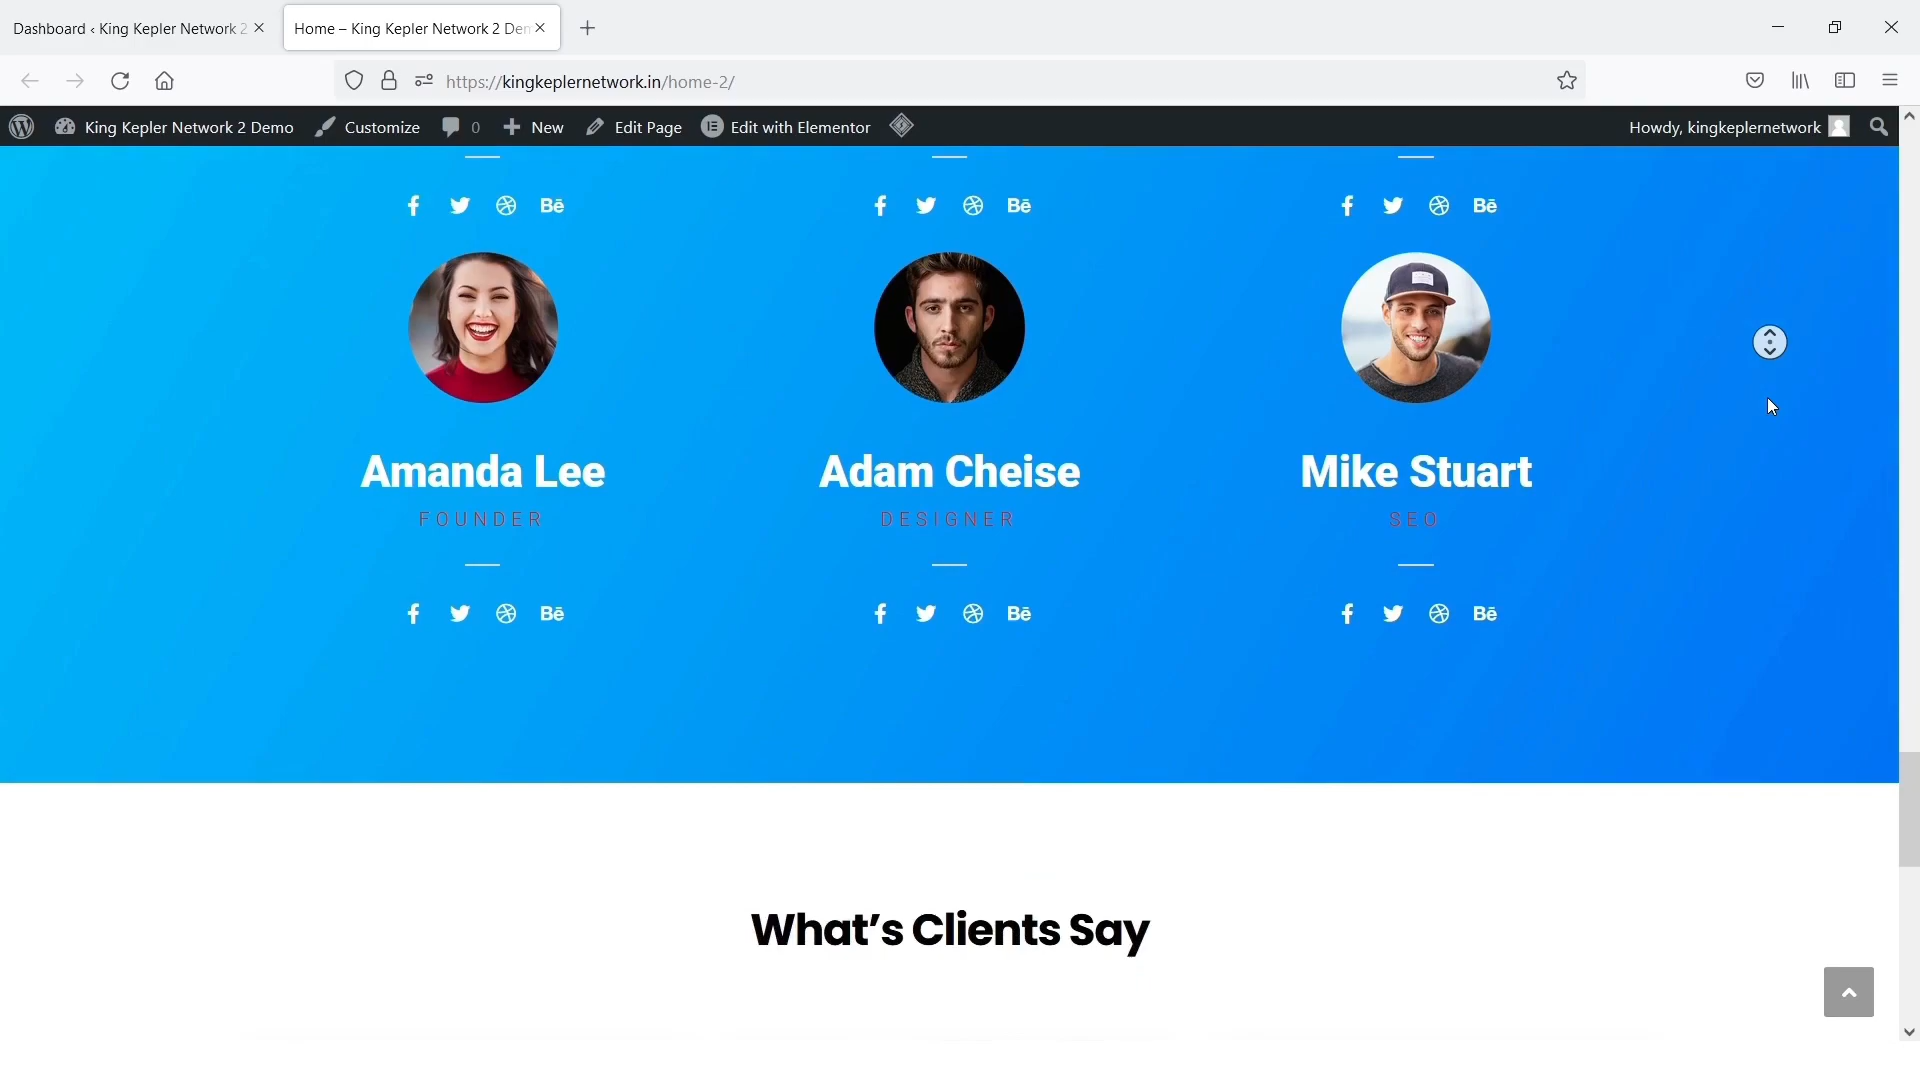 Dashboard ‹ King Kepler Network 2
Home – King Kepler Network 2 Den
https://kingkeplernetwork.in/home-2/
King Kepler Network 2 Demo Customize 0 New Edit Page Edit with Elementor Howdy, kingkeplernetwork
Bē Bē Bē
Amanda Lee Adam Cheise Mike Stuart
FOUNDER DESIGNER SEO
Bē Bē Bē
What’s Clients Say